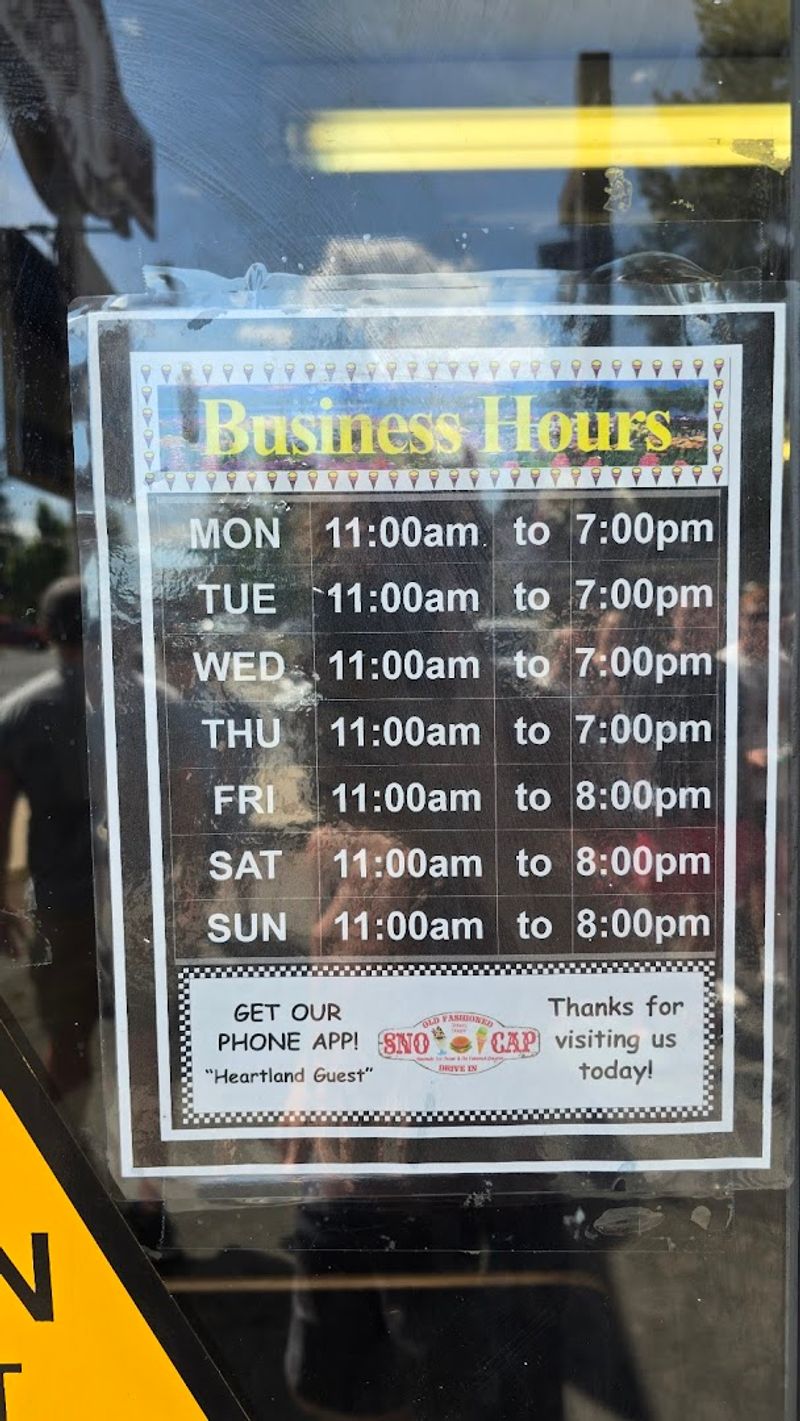 Business Hours
MON 11:00am to 7:00pm
TUE 11:00am to 7:00pm
WED 11:00am to 7:00pm
THU 11:00am to 7:00pm
FRI 11:00am to 8:00pm
SAT 11:00am to 8:00pm
SUN 11:00am to 8:00pm
GET OUR
PHONE APP!
"Heartland Guest"
OLD FASHIONED
SNO CAP
DRIVE IN
Thanks for
visiting us
today!
N
T